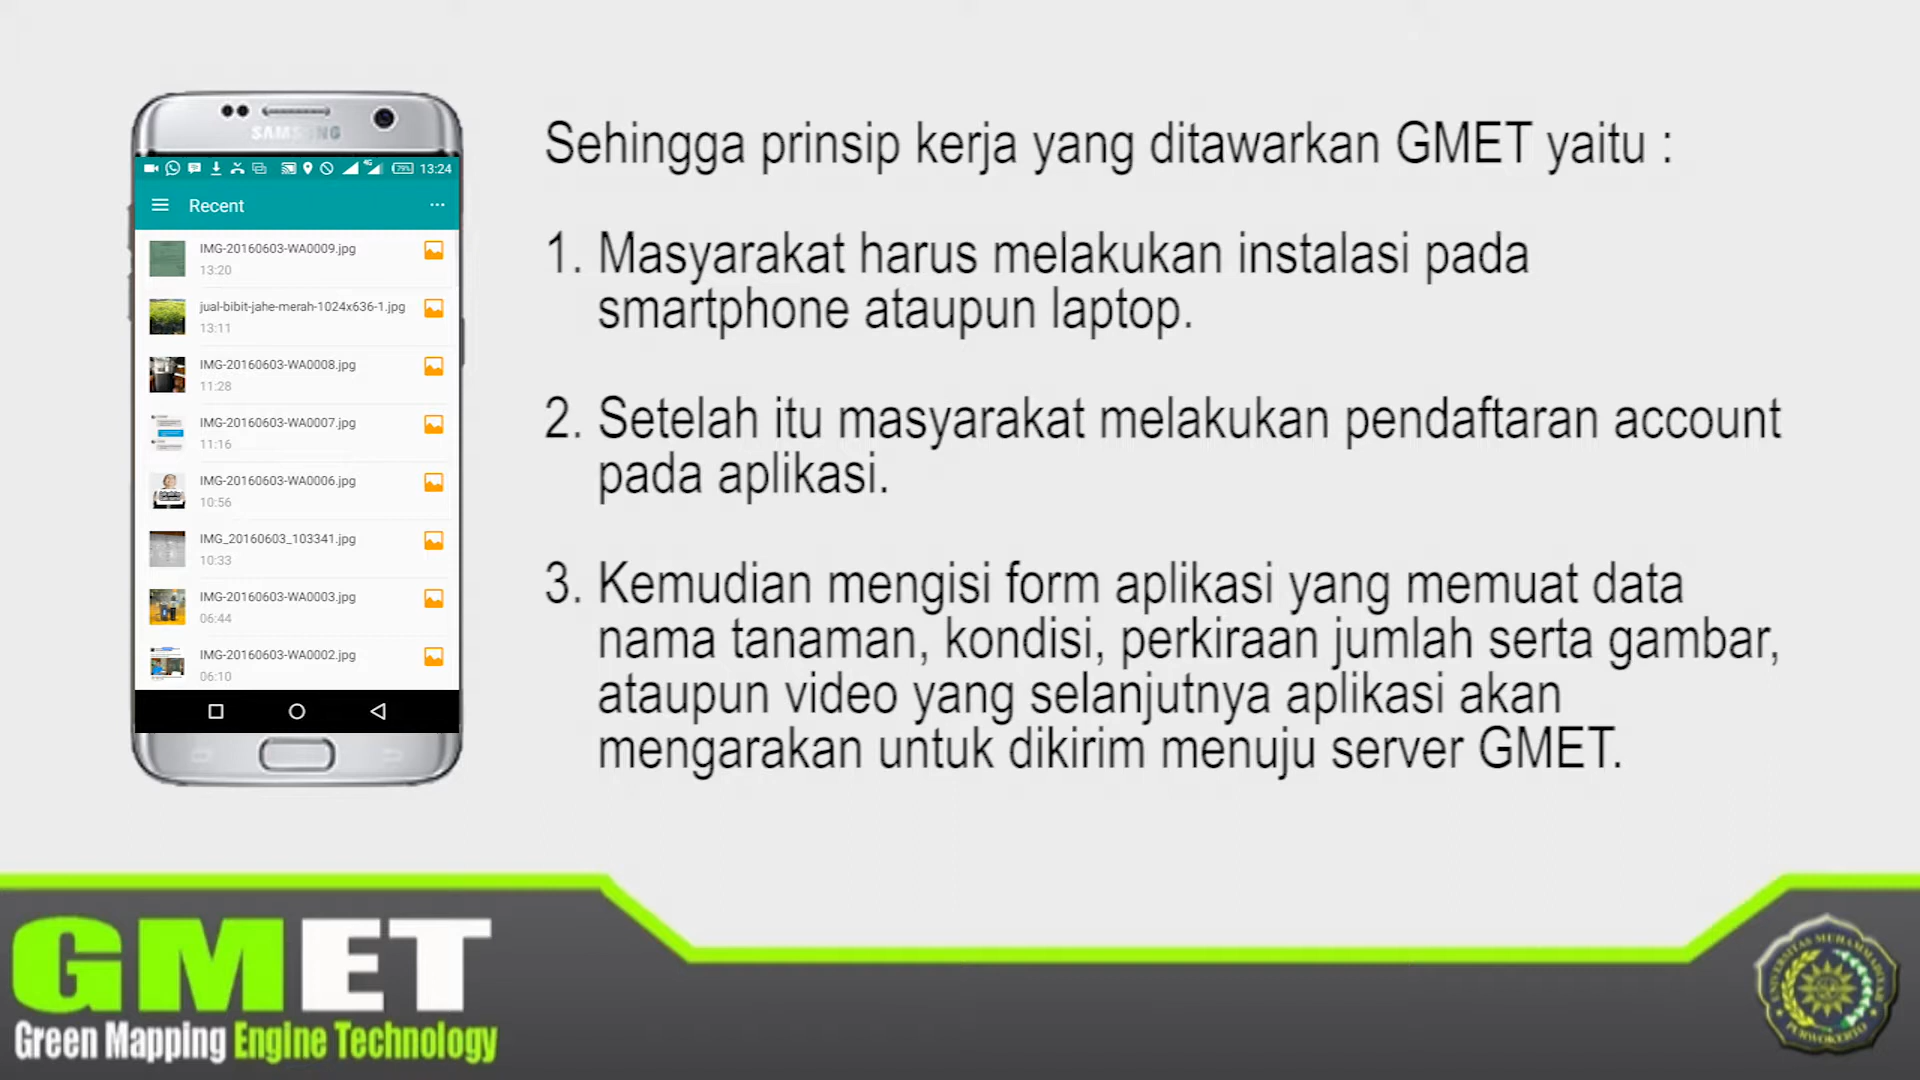 SAMSUNG
79% 13:24
Recent
IMG-20160603-WA0009.jpg
13:20
jual-bibit-jahe-merah-1024x636-1.jpg
13:11
IMG-20160603-WA0008.jpg
11:28
IMG-20160603-WA0007.jpg
11:16
IMG-20160603-WA0006.jpg
10:56
IMG_20160603_103341.jpg
10:33
IMG-20160603-WA0003.jpg
06:44
IMG-20160603-WA0002.jpg
06:10
Sehingga prinsip kerja yang ditawarkan GMET yaitu :
1. Masyarakat harus melakukan instalasi pada
smartphone ataupun laptop.
2. Setelah itu masyarakat melakukan pendaftaran account
pada aplikasi.
3. Kemudian mengisi form aplikasi yang memuat data
nama tanaman, kondisi, perkiraan jumlah serta gambar,
ataupun video yang selanjutnya aplikasi akan
mengarakan untuk dikirim menuju server GMET.
GMET
Green Mapping Engine Technology
UNIVERSITAS MUHAMMADIYAH
PURWOKERTO